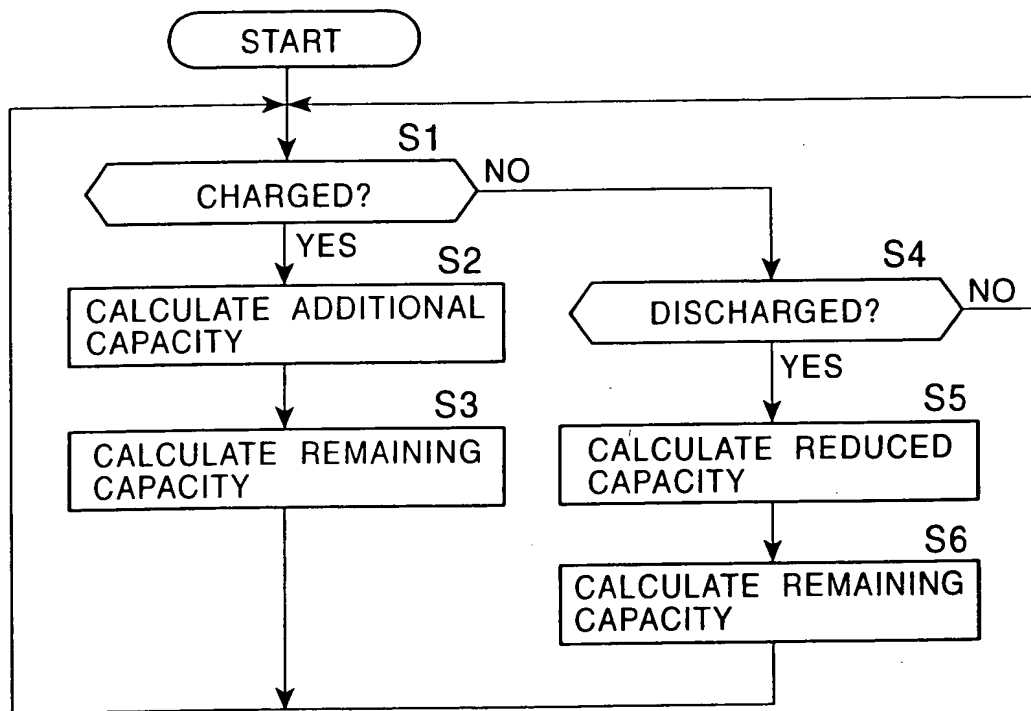 START
S1
CHARGED?
NO
YES
S2
CALCULATE ADDITIONAL
CAPACITY
S3
CALCULATE REMAINING
CAPACITY
S4
DISCHARGED?
NO
YES
S5
CALCULATE REDUCED
CAPACITY
S6
CALCULATE REMAINING
CAPACITY